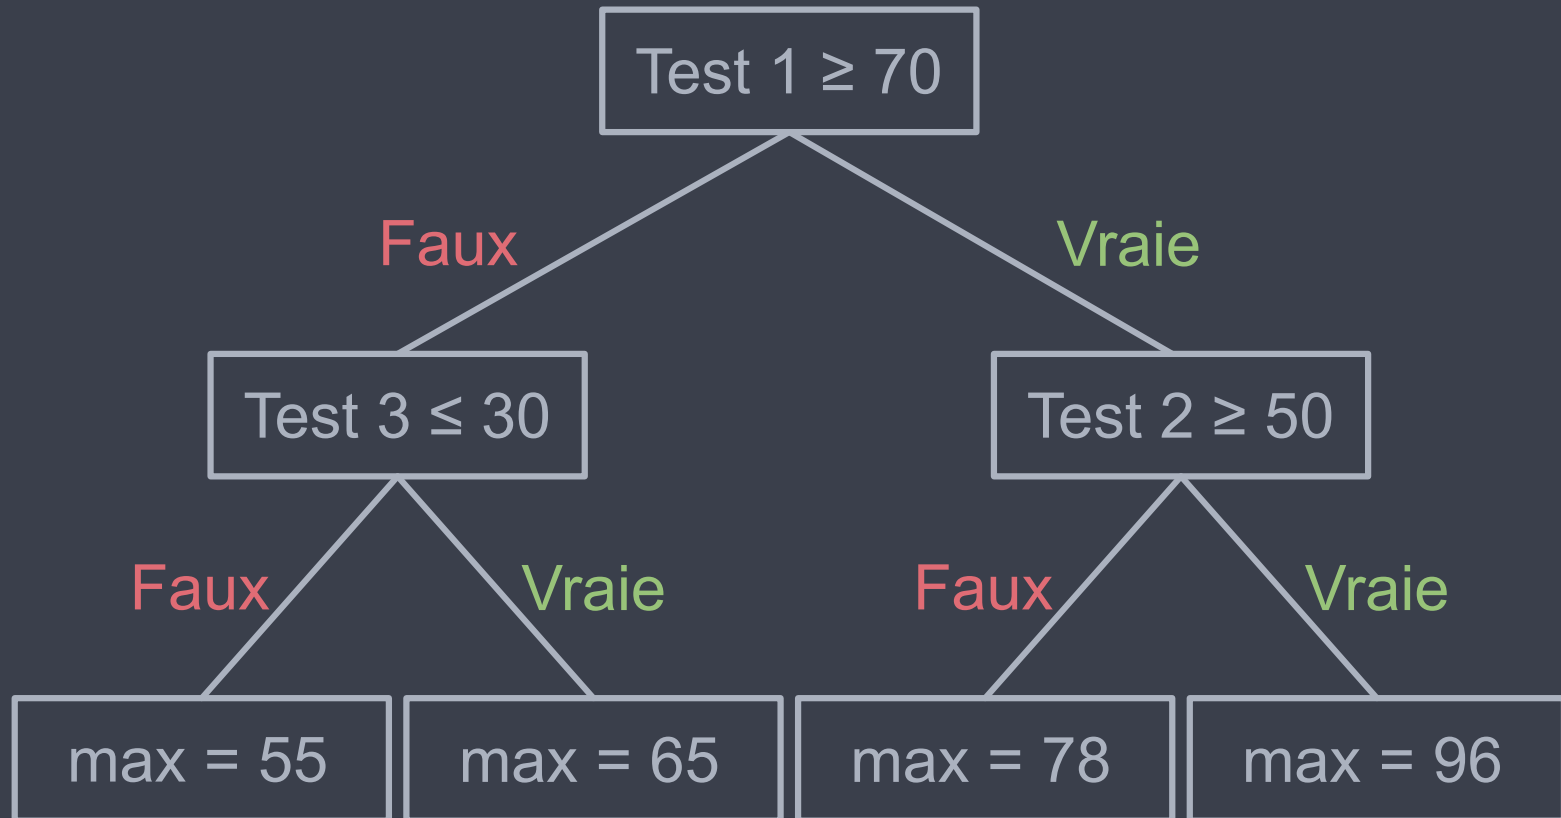 Test 1 ≥ 70
Faux
Vraie
Test 3 ≤ 30
Test 2 ≥ 50
Faux
Vraie
Faux
Vraie
max = 55
max = 65
max = 78
max = 96